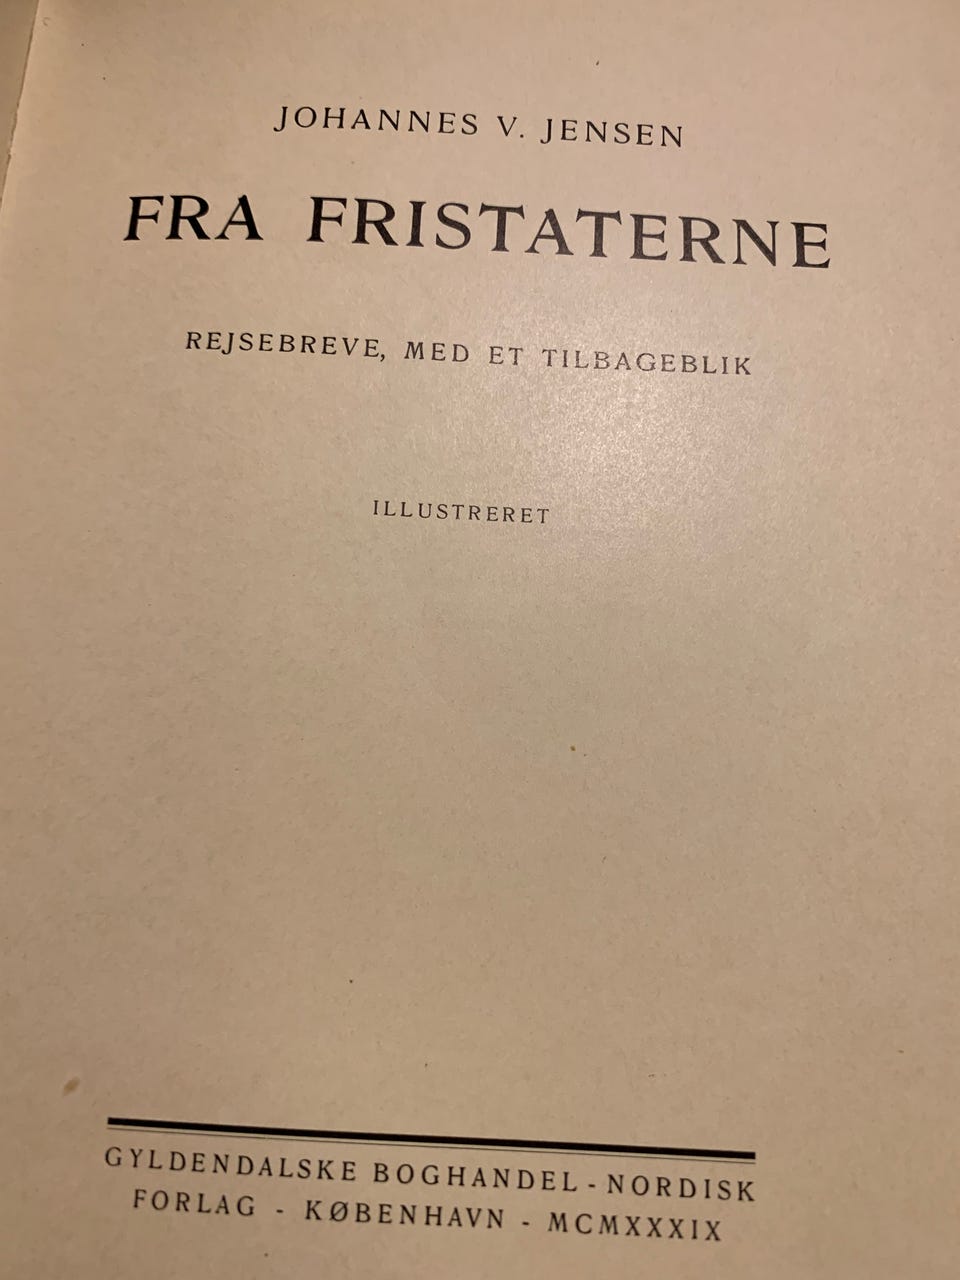 JOHANNES V. JENSEN
FRA FRISTATERNE
REJSEBREVE, MED ET TILBAGEBLIK
ILLUSTRERET
GYLDENDALSKE BOGHANDEL - NORDISK
FORLAG - KØBENHAVN - MCMXXXIX